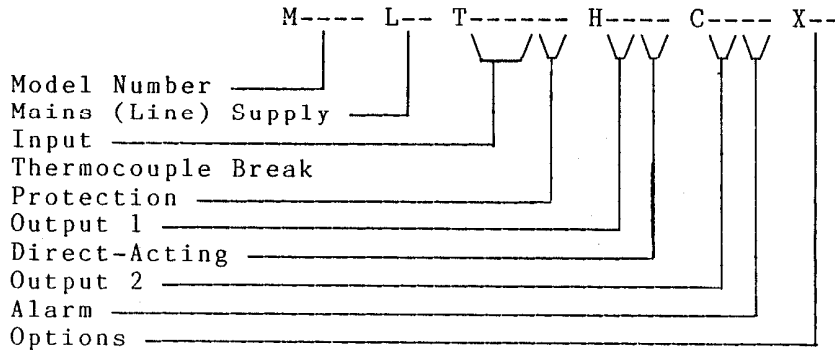 M---- L-- T------ H---- C---- X--
Model Number
Mains (Line) Supply
Input
Thermocouple Break
Protection
Output 1
Direct-Acting
Output 2
Alarm
Options